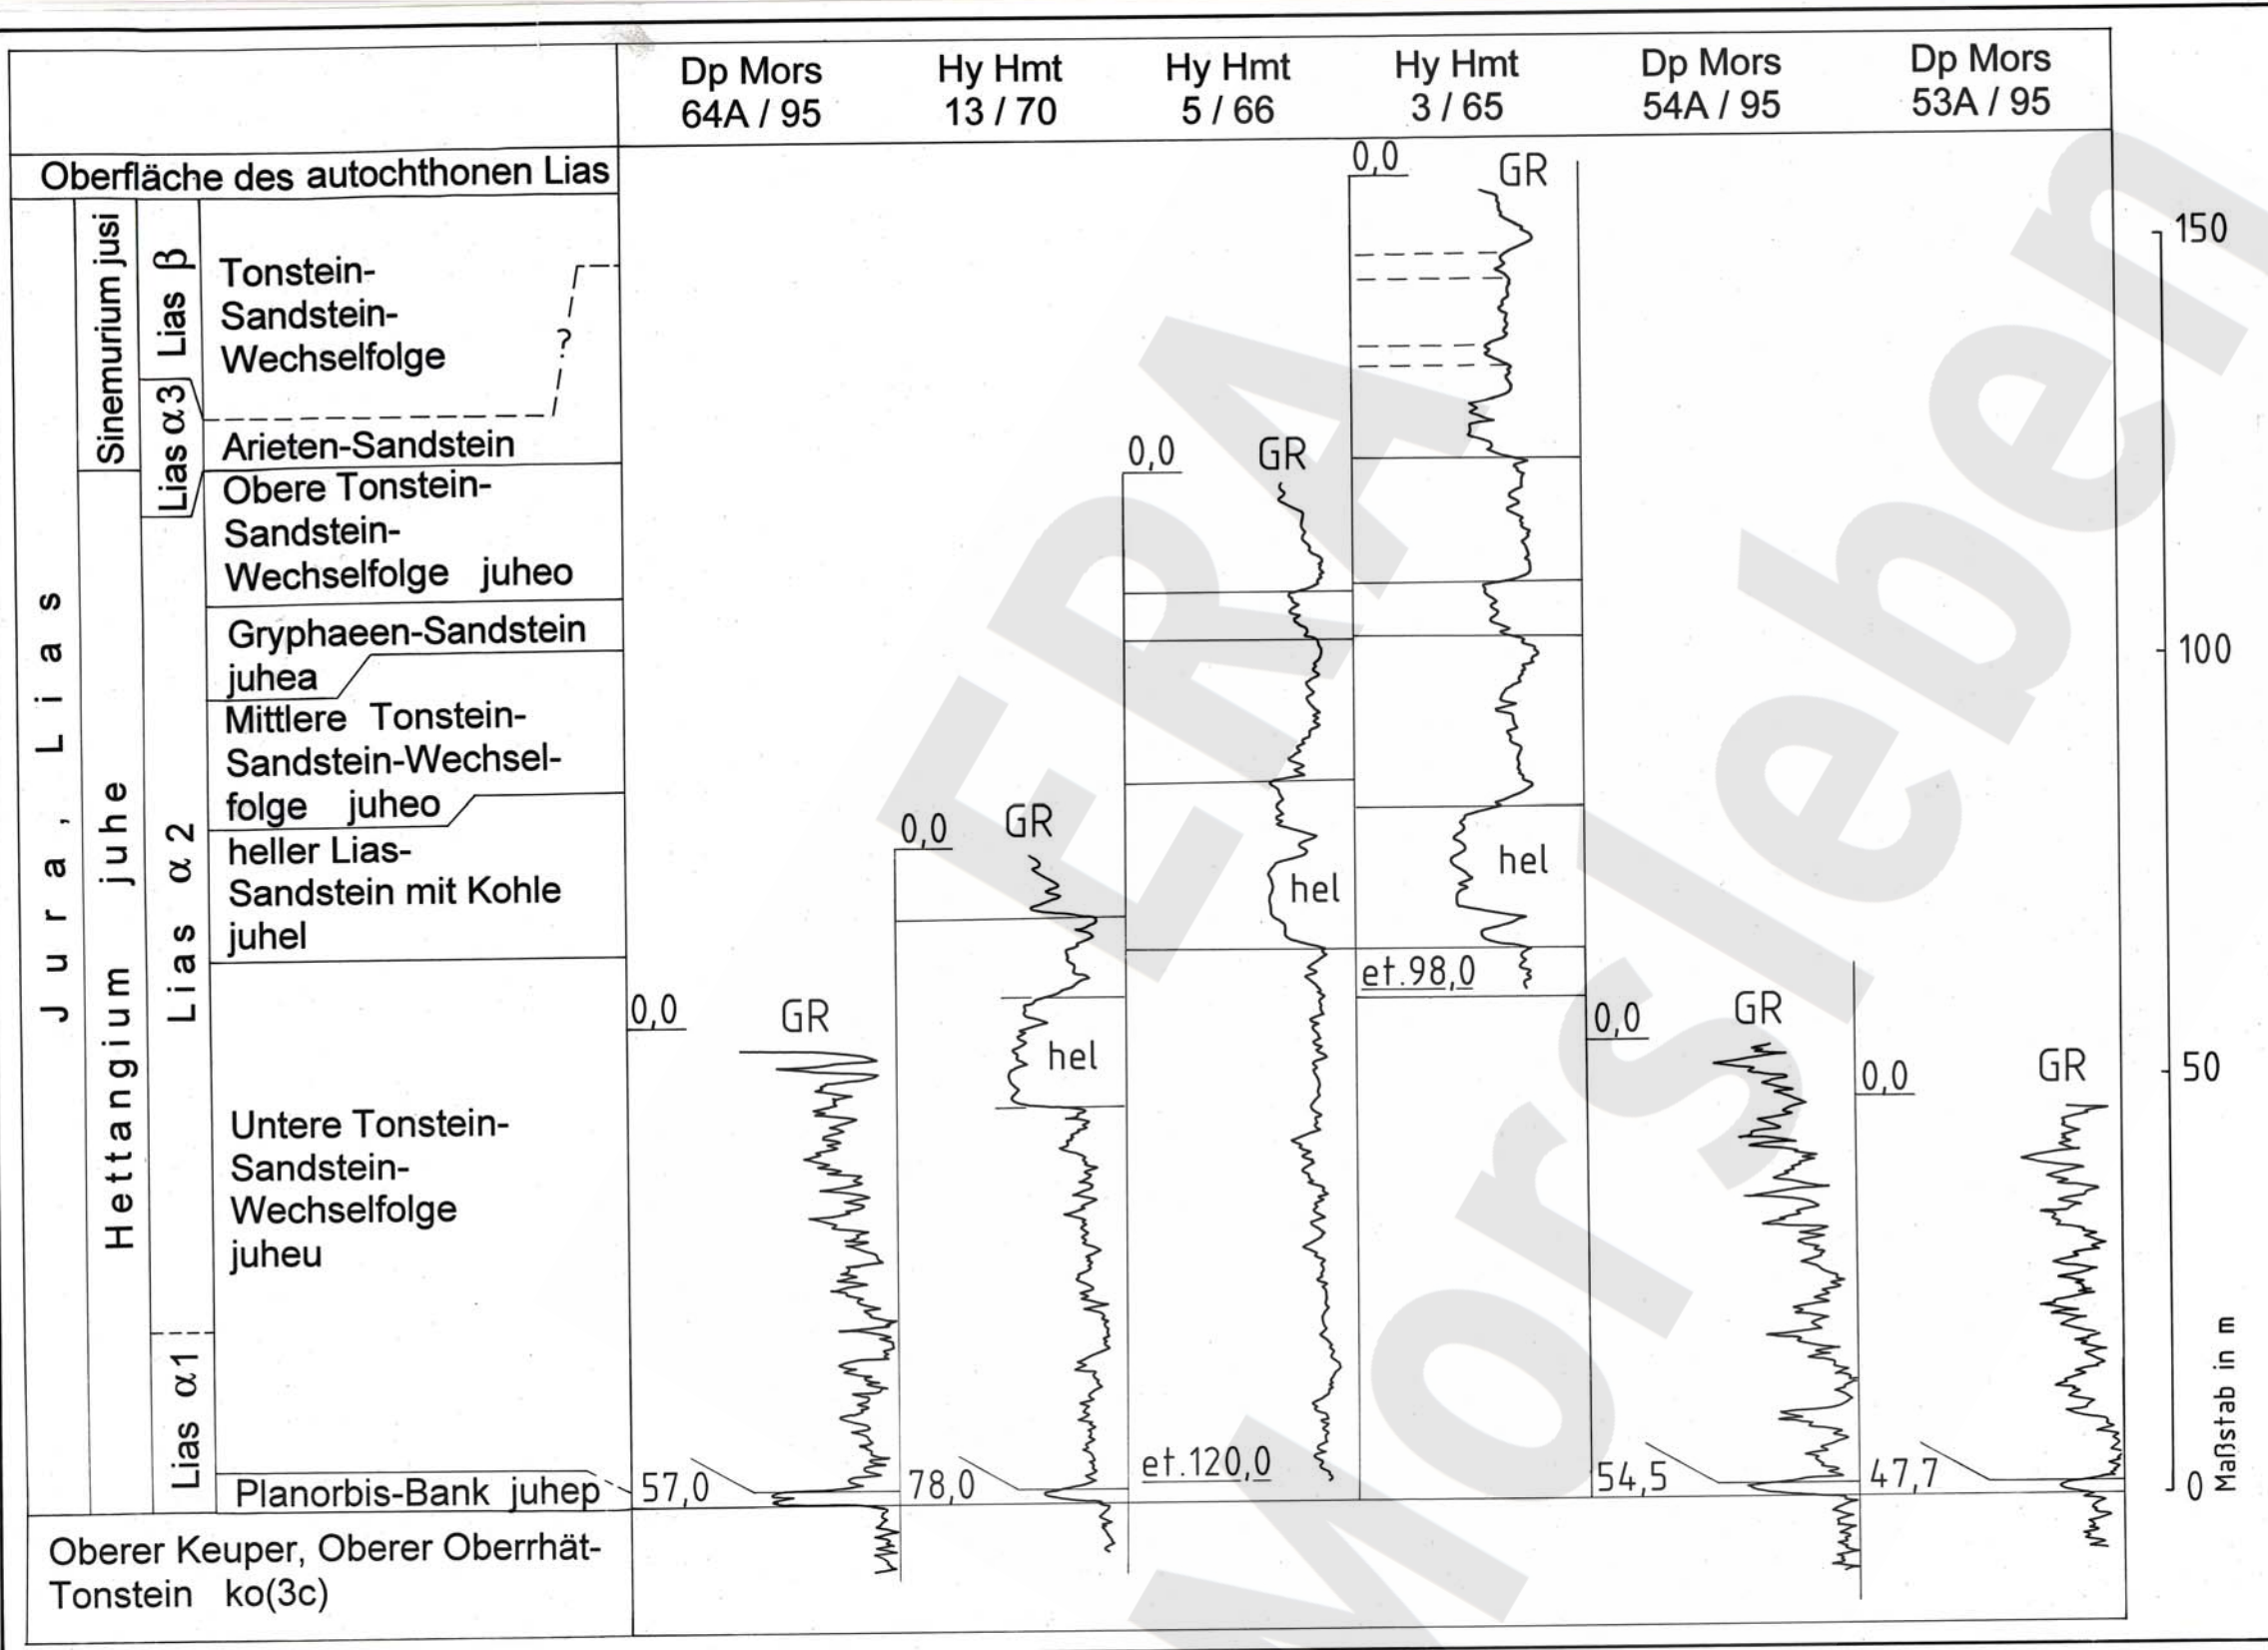 Dp Mors
64A / 95
Hy Hmt
13 / 70
Hy Hmt
5 / 66
Hy Hmt
3 / 65
Dp Mors
54A / 95
Dp Mors
53A / 95
Oberfläche des autochthonen Lias
Jura, Lias
Sinemurium jusi
Hettangium juhe
Lias β
Lias α3
Lias α 2
Lias α1
Tonstein-
Sandstein-
Wechselfolge
?
Arieten-Sandstein
Obere Tonstein-
Sandstein-
Wechselfolge juheo
Gryphaeen-Sandstein
juhea
Mittlere Tonstein-
Sandstein-Wechsel-
folge juheo
heller Lias-
Sandstein mit Kohle
juhel
Untere Tonstein-
Sandstein-
Wechselfolge
juheu
Planorbis-Bank juhep
Oberer Keuper, Oberer Oberrhät-
Tonstein ko(3c)
0,0
GR
57,0
0,0
GR
hel
78,0
0,0
GR
hel
et.120,0
0,0
GR
hel
et.98,0
0,0
GR
54,5
0,0
GR
47,7
150
100
50
0
Maßstab in m
ERA Morsleben